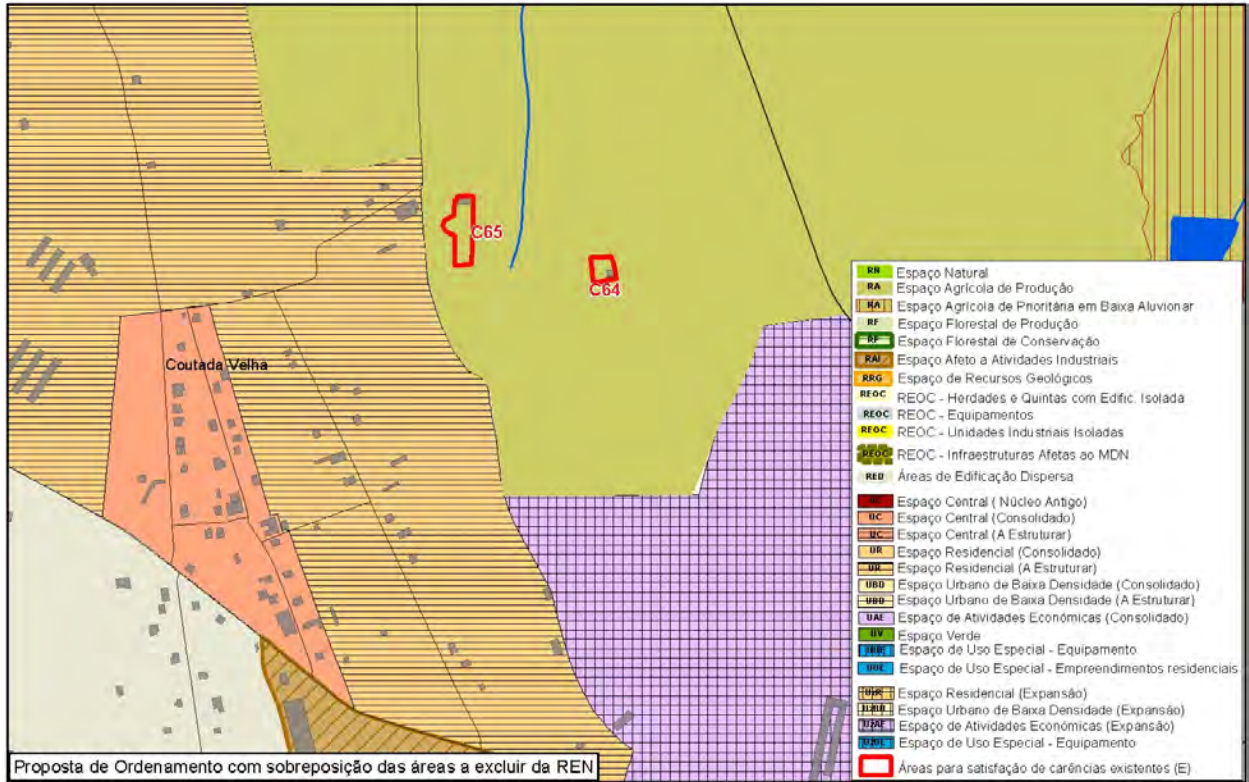 C65
C64
Coutada Velha
RN Espaço Natural
RA Espaço Agrícola de Produção
RA Espaço Agrícola de Prioritária em Baixa Aluvionar
RF Espaço Florestal de Produção
RF Espaço Florestal de Conservação
RAI Espaço Afeto a Atividades Industriais
RRG Espaço de Recursos Geológicos
REOC REOC - Herdades e Quintas com Edific. Isolada
REOC REOC - Equipamentos
REOC REOC - Unidades Industriais Isoladas
REOC REOC - Infraestruturas Afetas ao MDN
RED Áreas de Edificação Dispersa
UC Espaço Central ( Núcleo Antigo)
UC Espaço Central (Consolidado)
UC Espaço Central (A Estruturar)
UR Espaço Residencial (Consolidado)
UR Espaço Residencial (A Estruturar)
UBD Espaço Urbano de Baixa Densidade (Consolidado)
UBD Espaço Urbano de Baixa Densidade (A Estruturar)
UAE Espaço de Atividades Económicas (Consolidado)
UV Espaço Verde
Espaço de Uso Especial - Equipamento
UUE Espaço de Uso Especial - Empreendimentos residenciais
Espaço Residencial (Expansão)
Espaço Urbano de Baixa Densidade (Expansão)
Espaço de Atividades Económicas (Expansão)
Espaço de Uso Especial - Equipamento
Áreas para satisfação de carências existentes (E)
Proposta de Ordenamento com sobreposição das áreas a excluir da REN